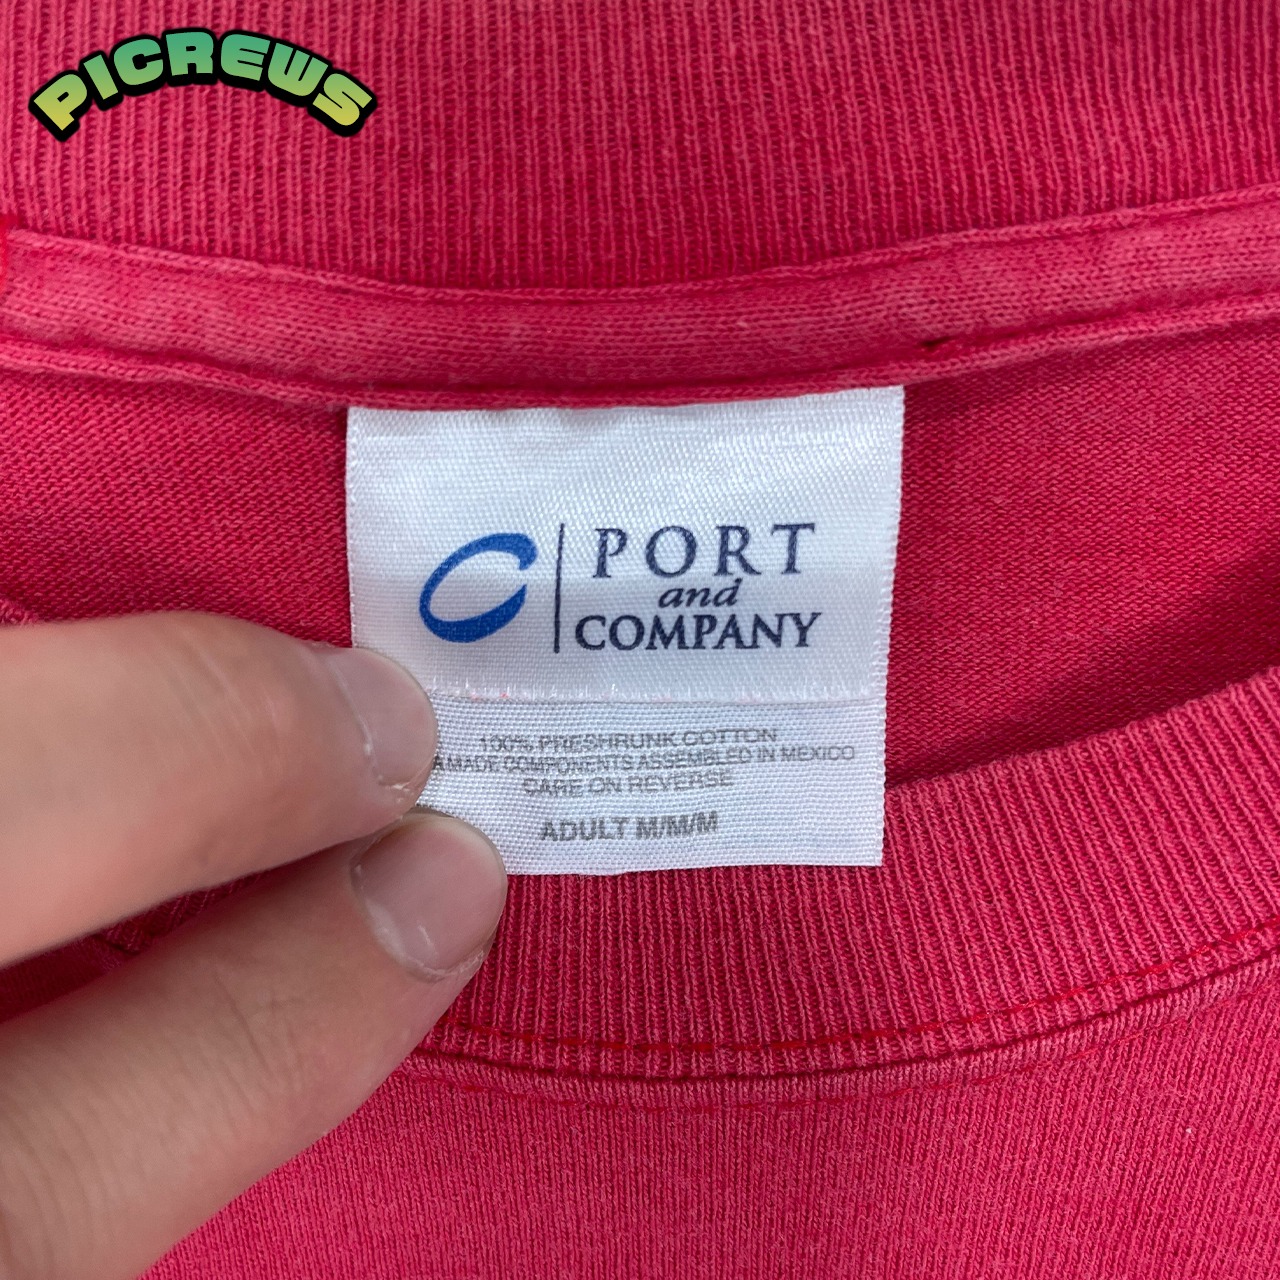 PICREWS
PORT
and
COMPANY
100% PRESHRUNK COTTON
MADE COMPONENTS ASSEMBLED IN MEXICO
CARE ON REVERSE
ADULT M/M/M